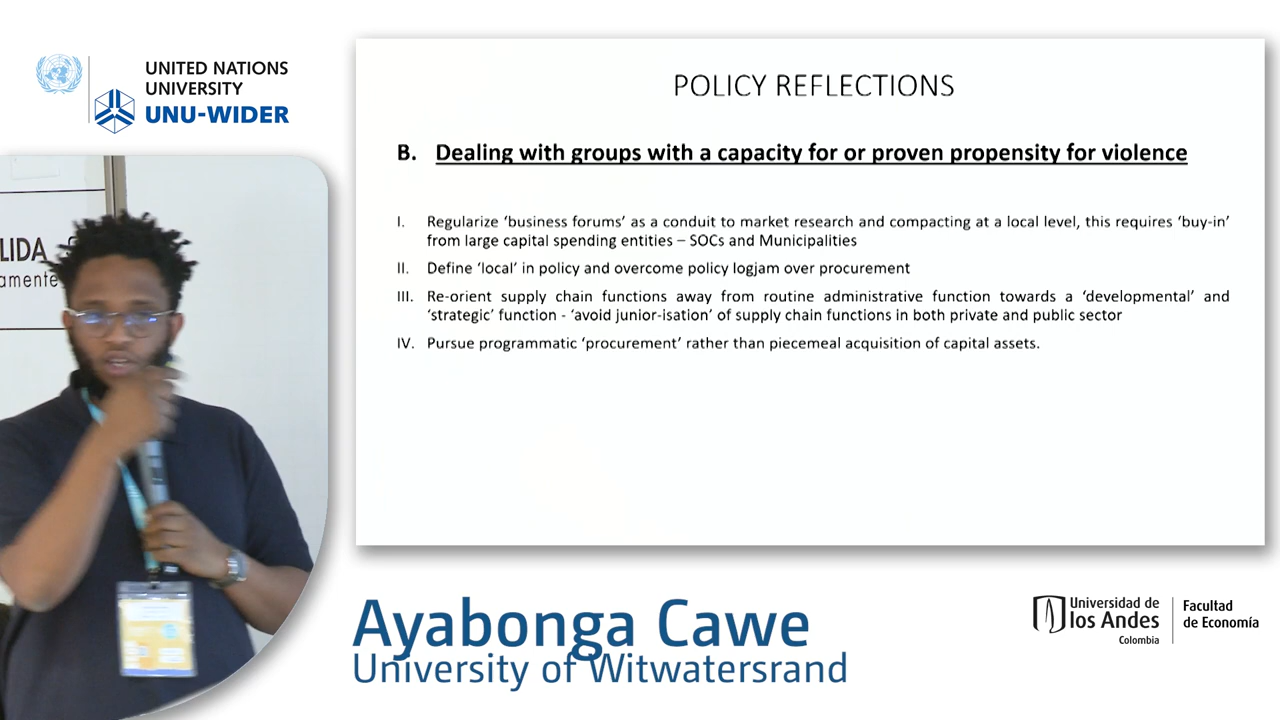 UNITED NATIONS
UNIVERSITY
UNU-WIDER
LIDA
amente
POLICY REFLECTIONS
B. Dealing with groups with a capacity for or proven propensity for violence
I. Regularize ‘business forums’ as a conduit to market research and compacting at a local level, this requires ‘buy-in’
from large capital spending entities – SOCs and Municipalities
II. Define ‘local’ in policy and overcome policy logjam over procurement
III. Re-orient supply chain functions away from routine administrative function towards a ‘developmental’ and
‘strategic’ function - ‘avoid junior-isation’ of supply chain functions in both private and public sector
IV. Pursue programmatic ‘procurement’ rather than piecemeal acquisition of capital assets.
Ayabonga Cawe
University of Witwatersrand
Universidad de
los Andes
Colombia
Facultad
de Economía